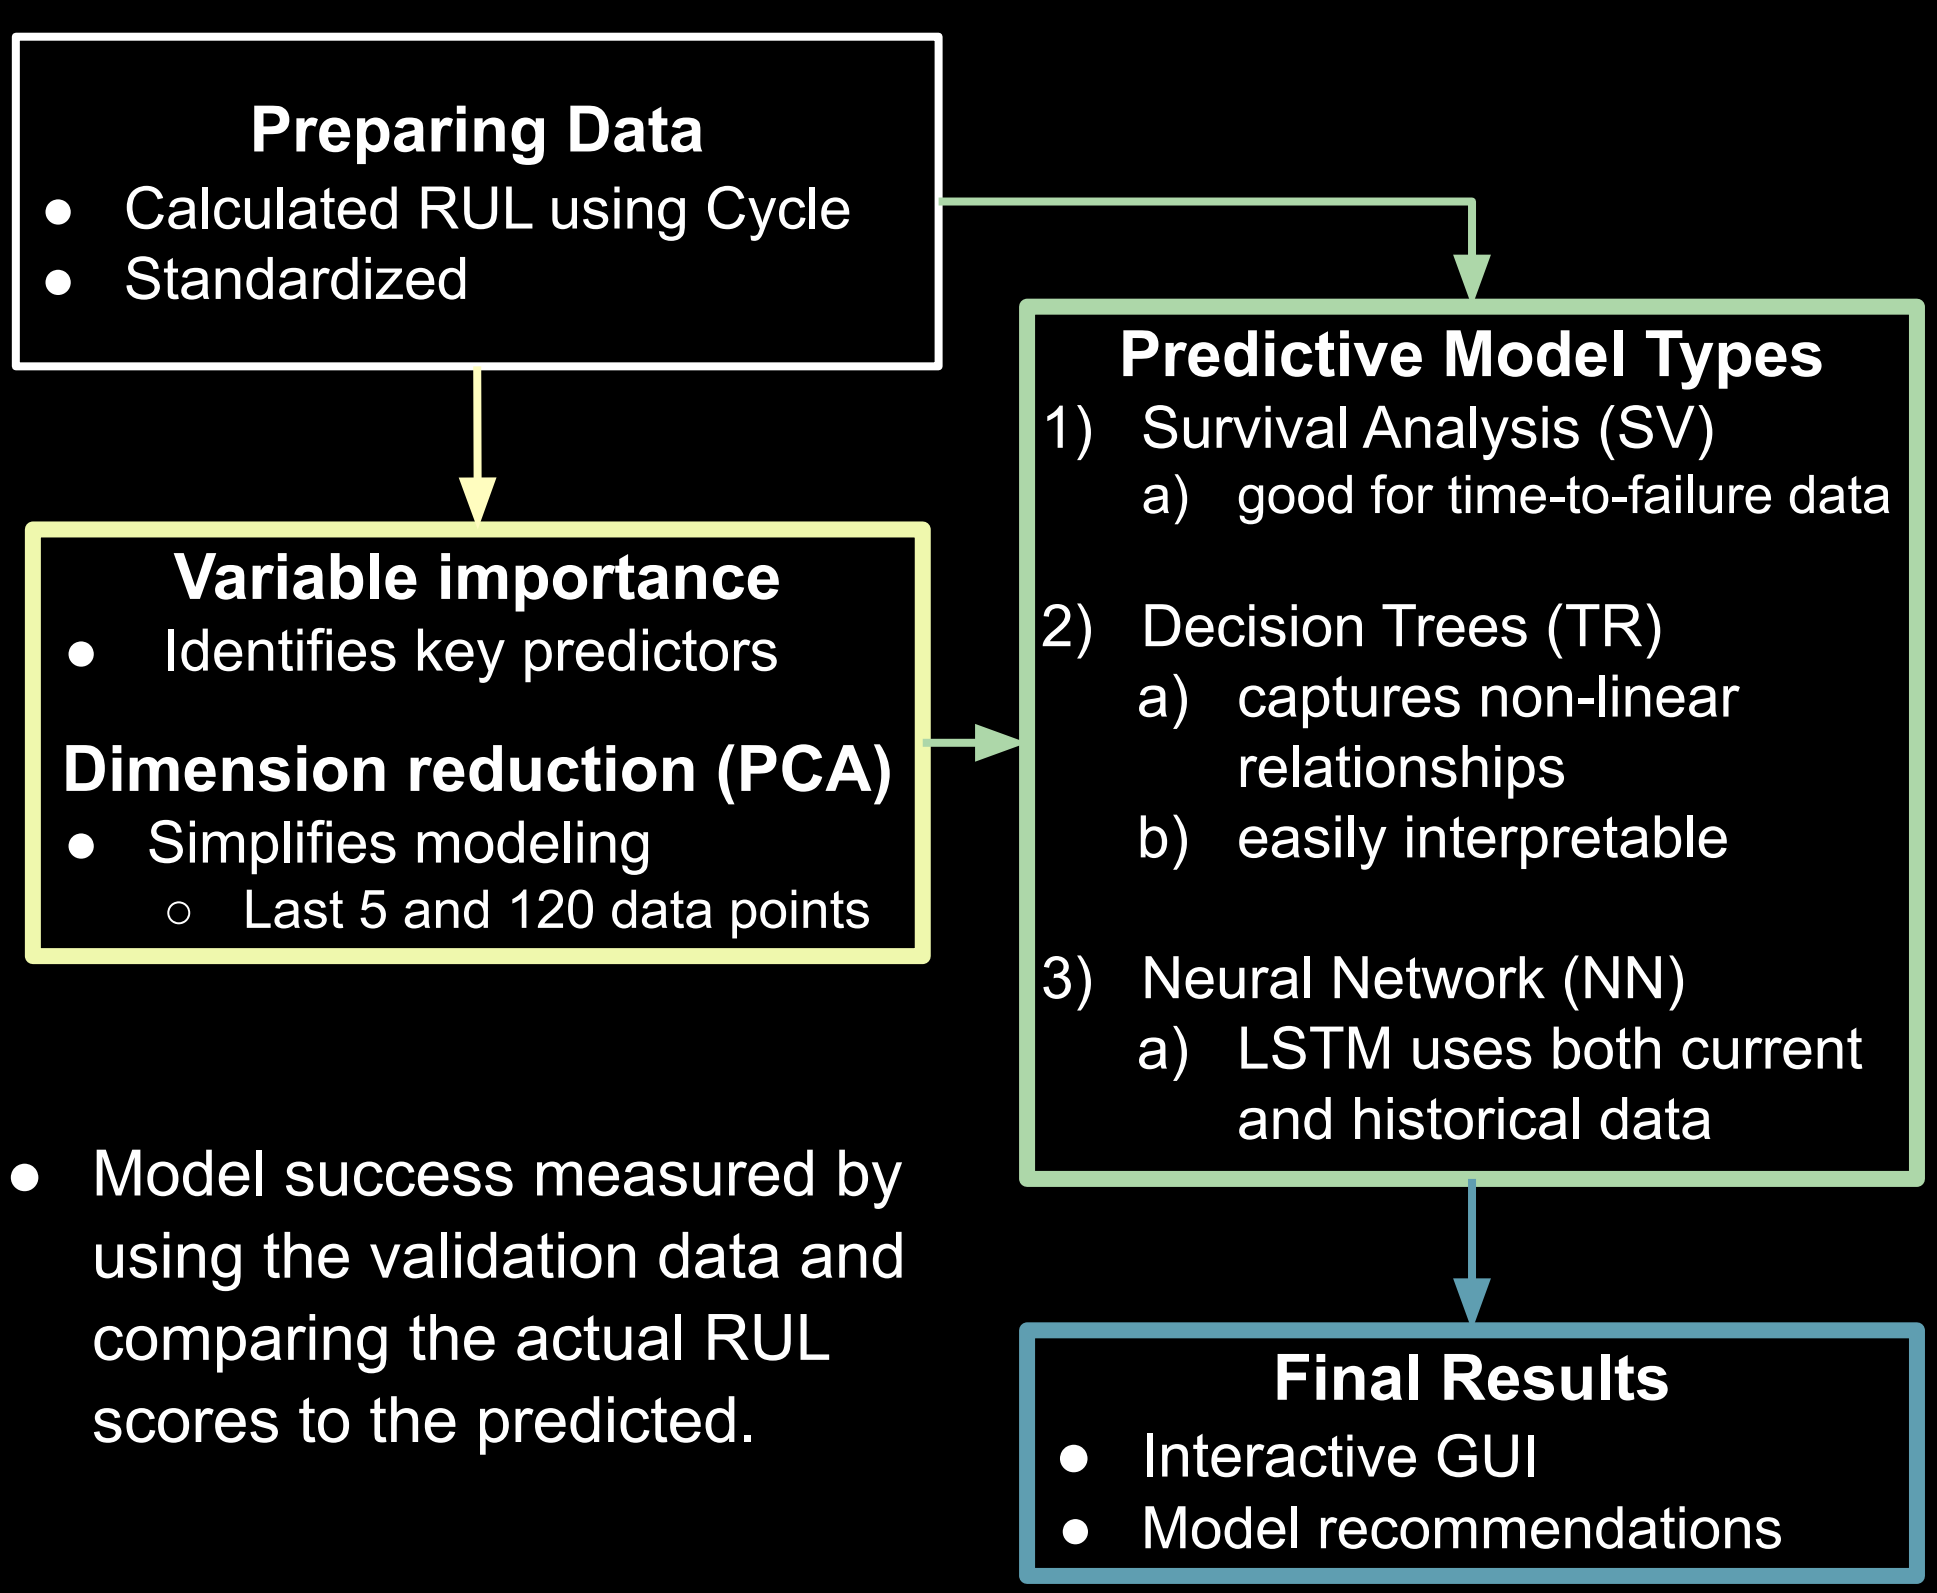 Preparing Data
● Calculated RUL using Cycle
● Standardized
Variable importance
● Identifies key predictors
Dimension reduction (PCA)
● Simplifies modeling
○ Last 5 and 120 data points
Predictive Model Types
1) Survival Analysis (SV)
a) good for time-to-failure data
2) Decision Trees (TR)
a) captures non-linear
relationships
b) easily interpretable
3) Neural Network (NN)
a) LSTM uses both current
and historical data
● Model success measured by
using the validation data and
comparing the actual RUL
scores to the predicted.
Final Results
● Interactive GUI
● Model recommendations